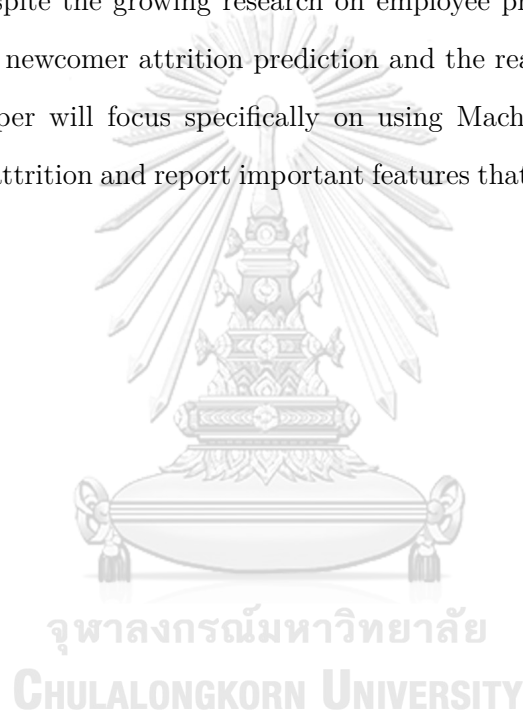 spite the growing research on employee pr
newcomer attrition prediction and the rea
per will focus specifically on using Mach
attrition and report important features that
จุฬาลงกรณ์มหาวิทยาลัย
CHULALONGKORN UNIVERSITY